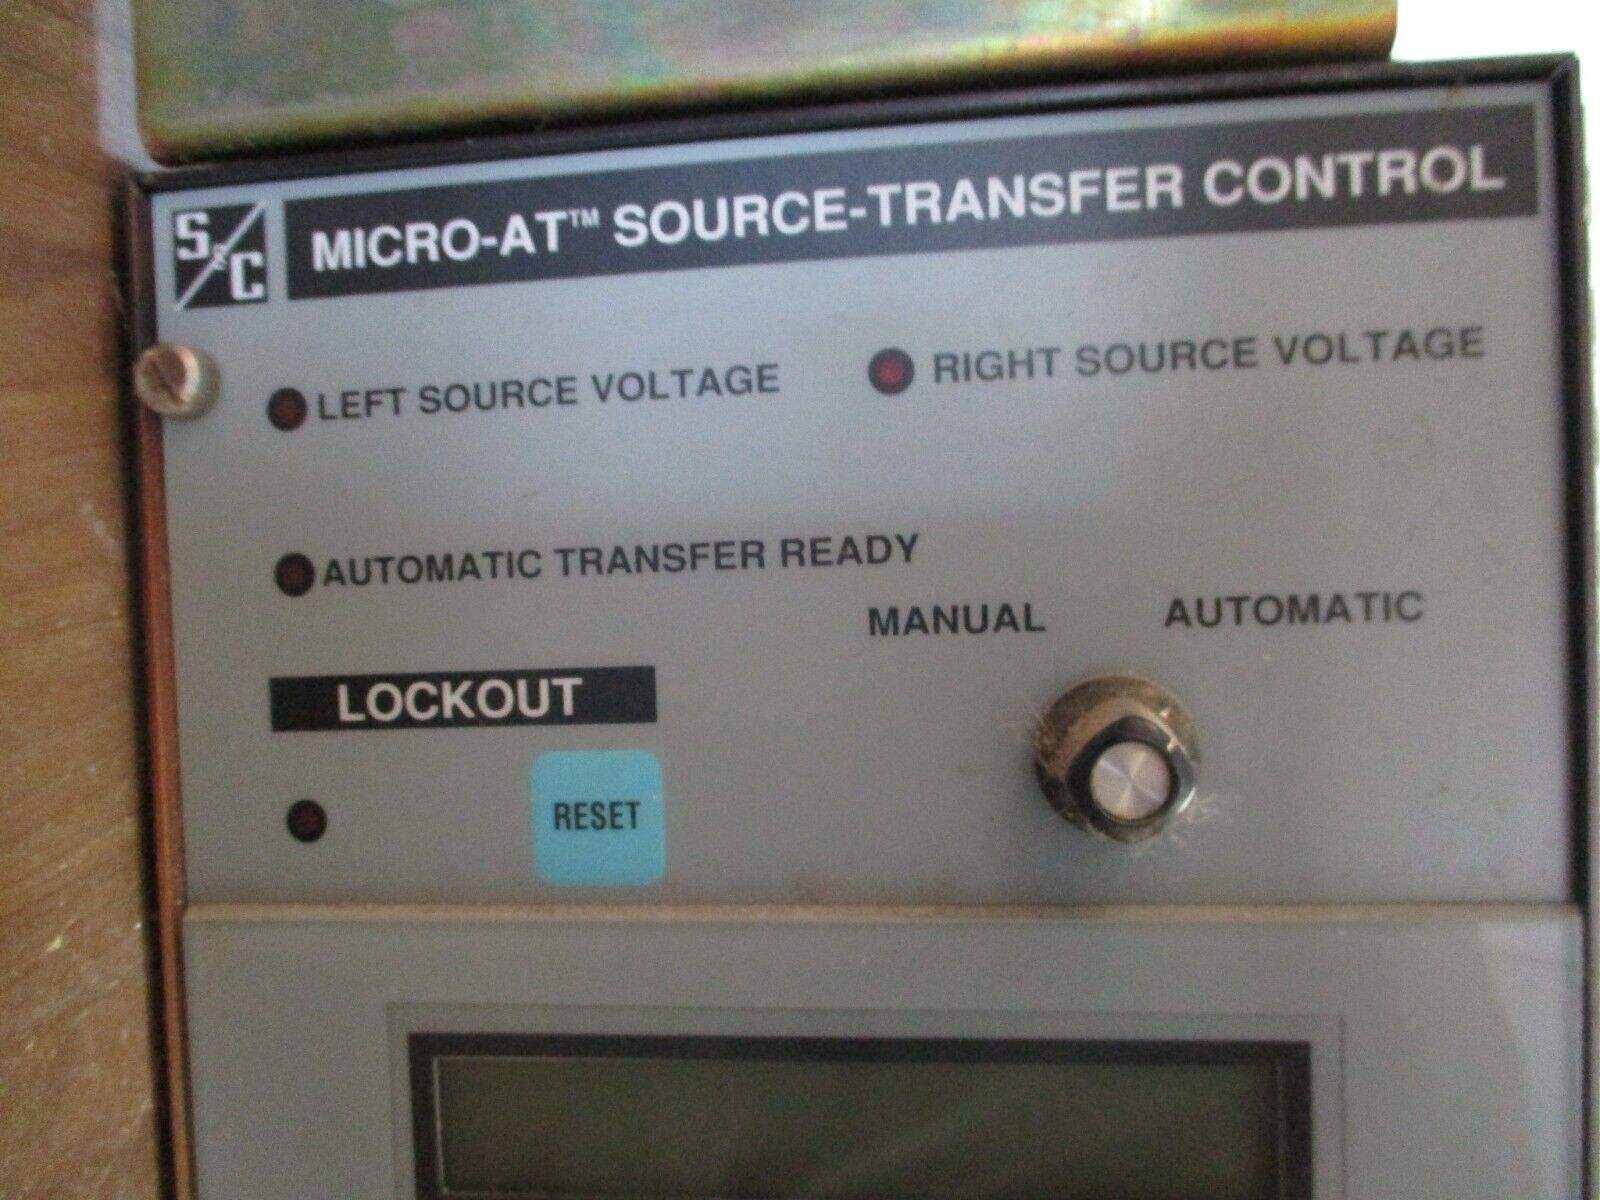 S&C
MICRO-AT™ SOURCE-TRANSFER CONTROL
LEFT SOURCE VOLTAGE
RIGHT SOURCE VOLTAGE
AUTOMATIC TRANSFER READY
MANUAL
AUTOMATIC
LOCKOUT
RESET